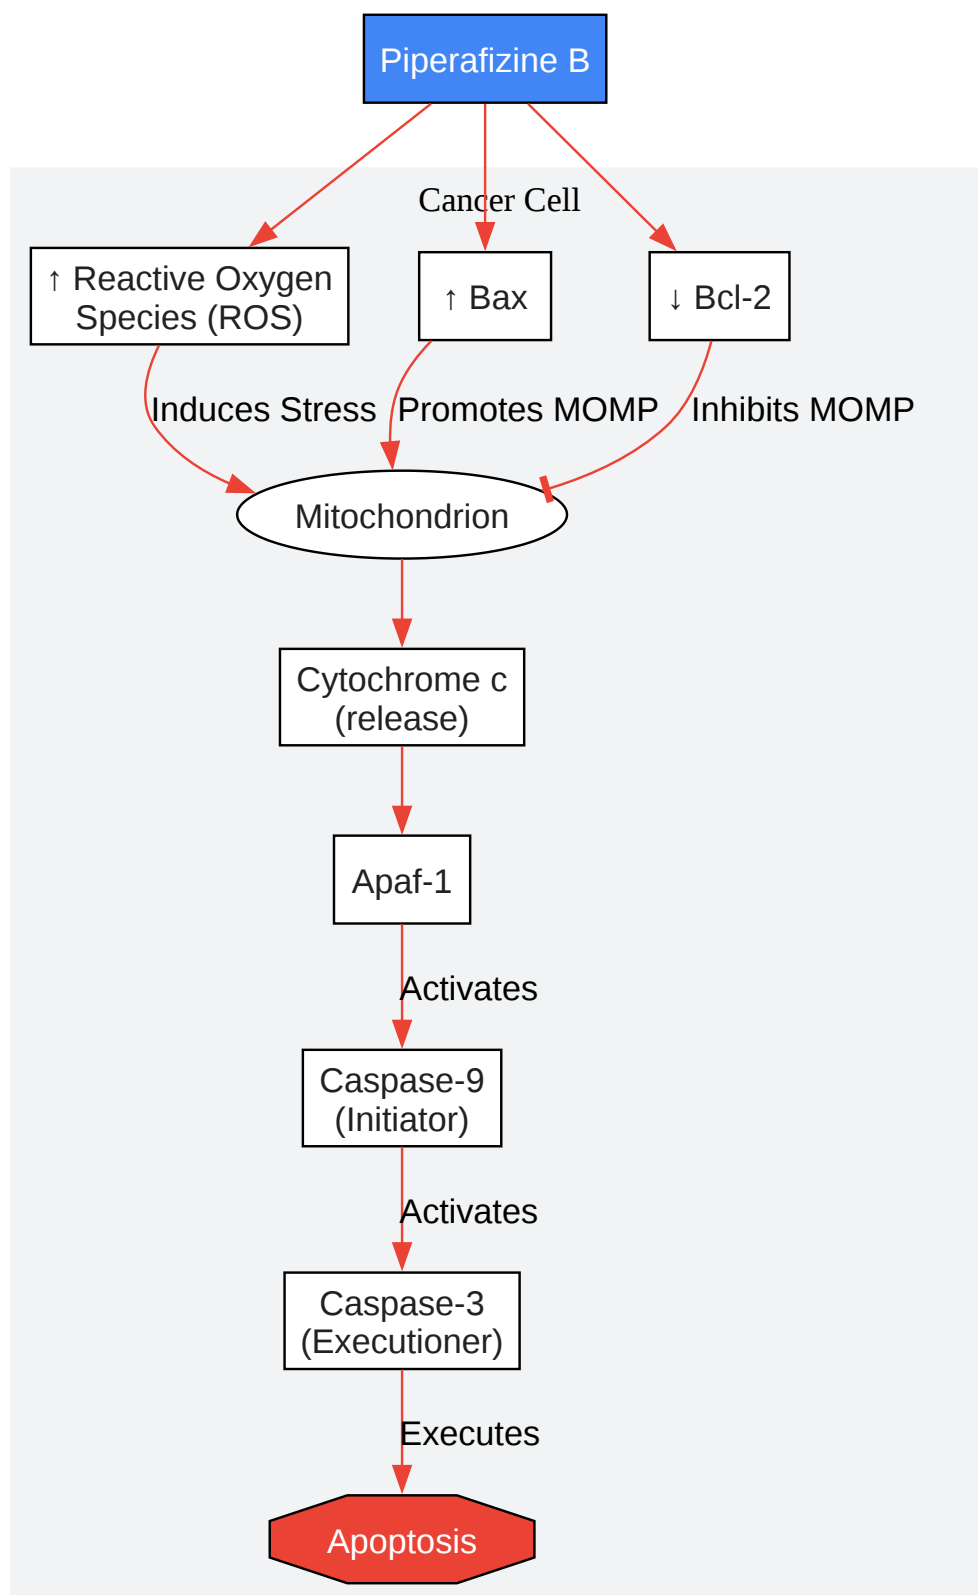 Piperafizine B
Cancer Cell
↑ Reactive Oxygen
Species (ROS)
↑ Bax
↓ Bcl-2
Induces Stress
Promotes MOMP
Inhibits MOMP
Mitochondrion
Cytochrome c
(release)
Apaf-1
Activates
Caspase-9
(Initiator)
Activates
Caspase-3
(Executioner)
Executes
Apoptosis